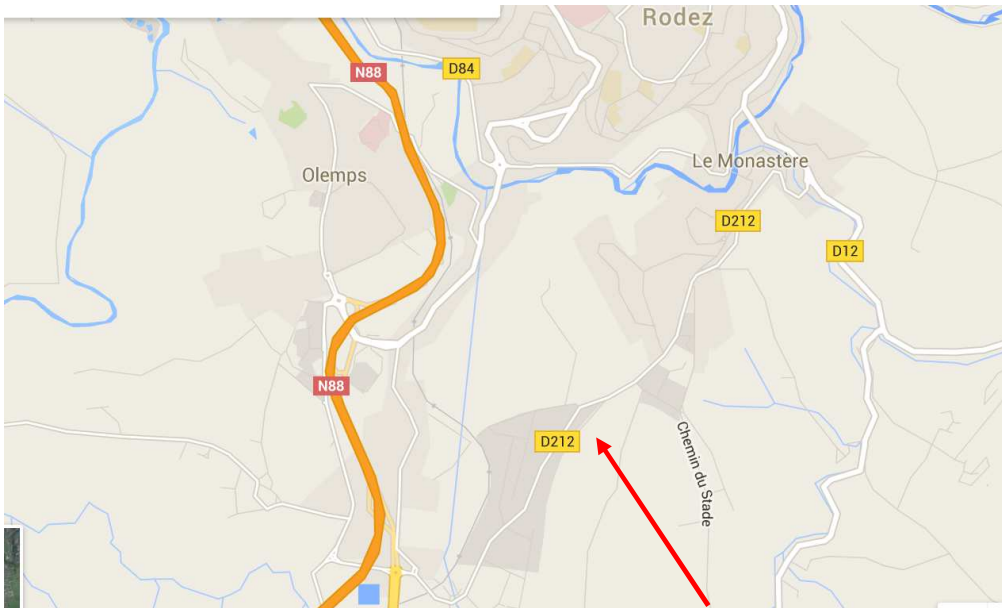 Rodez
N88
D84
Le Monastère
Olemps
D212
D12
N88
D212
Chemin du Stade